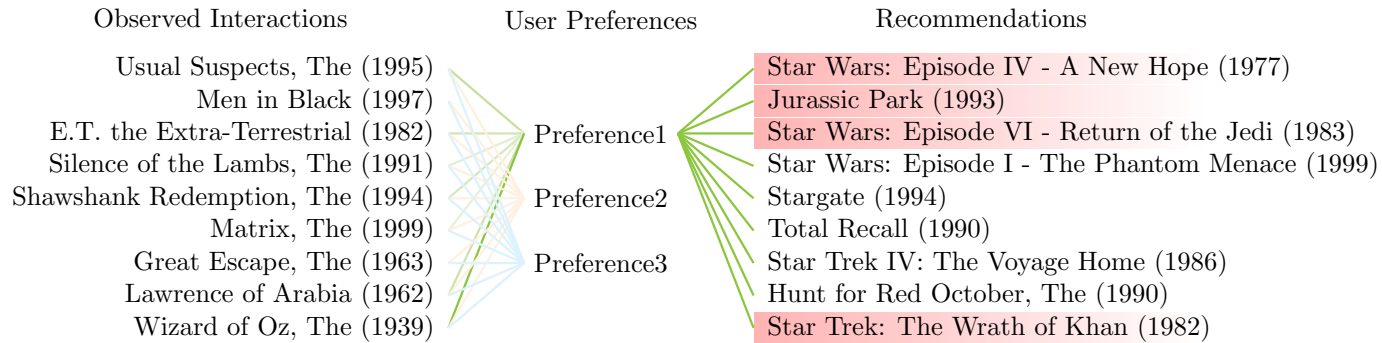 Observed Interactions
User Preferences
Recommendations
Usual Suspects, The (1995)
Men in Black (1997)
E.T. the Extra-Terrestrial (1982)
Silence of the Lambs, The (1991)
Shawshank Redemption, The (1994)
Matrix, The (1999)
Great Escape, The (1963)
Lawrence of Arabia (1962)
Wizard of Oz, The (1939)
Preference1
Preference2
Preference3
Star Wars: Episode IV - A New Hope (1977)
Jurassic Park (1993)
Star Wars: Episode VI - Return of the Jedi (1983)
Star Wars: Episode I - The Phantom Menace (1999)
Stargate (1994)
Total Recall (1990)
Star Trek IV: The Voyage Home (1986)
Hunt for Red October, The (1990)
Star Trek: The Wrath of Khan (1982)